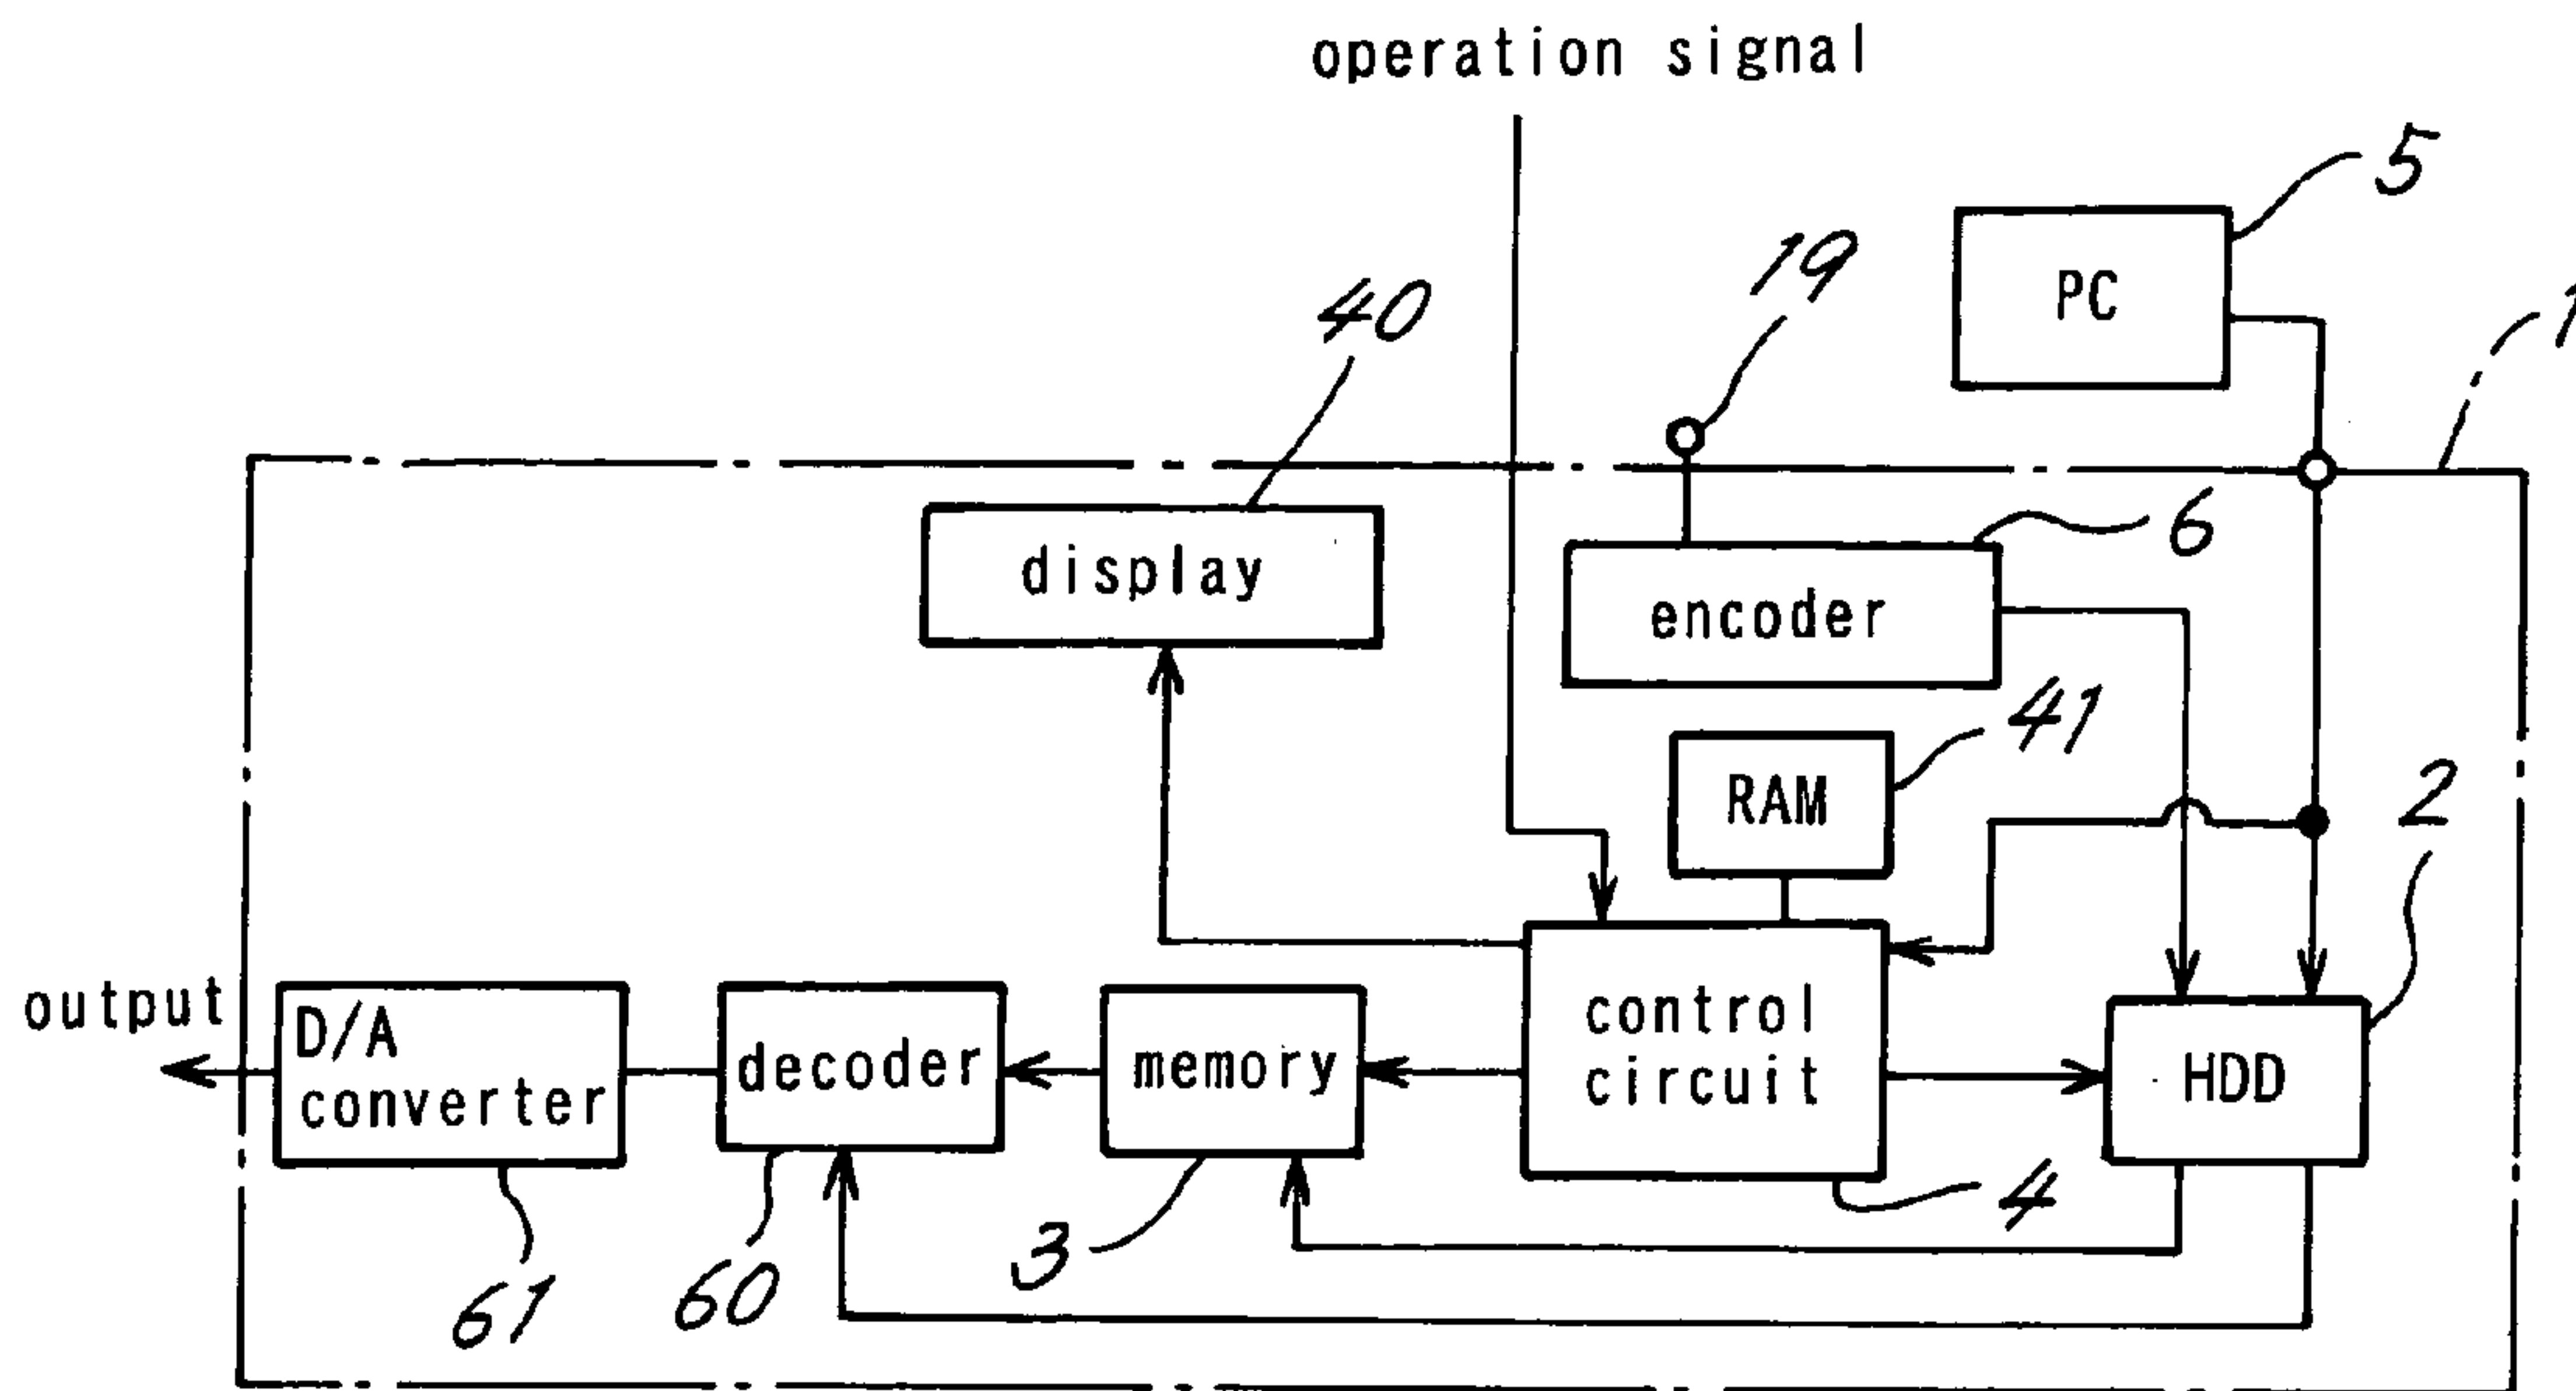 operation signal
5
PC
19
40
1
display
6
encoder
41
RAM
2
output
D/A
converter
decoder
memory
control
circuit
HDD
61
60
3
4